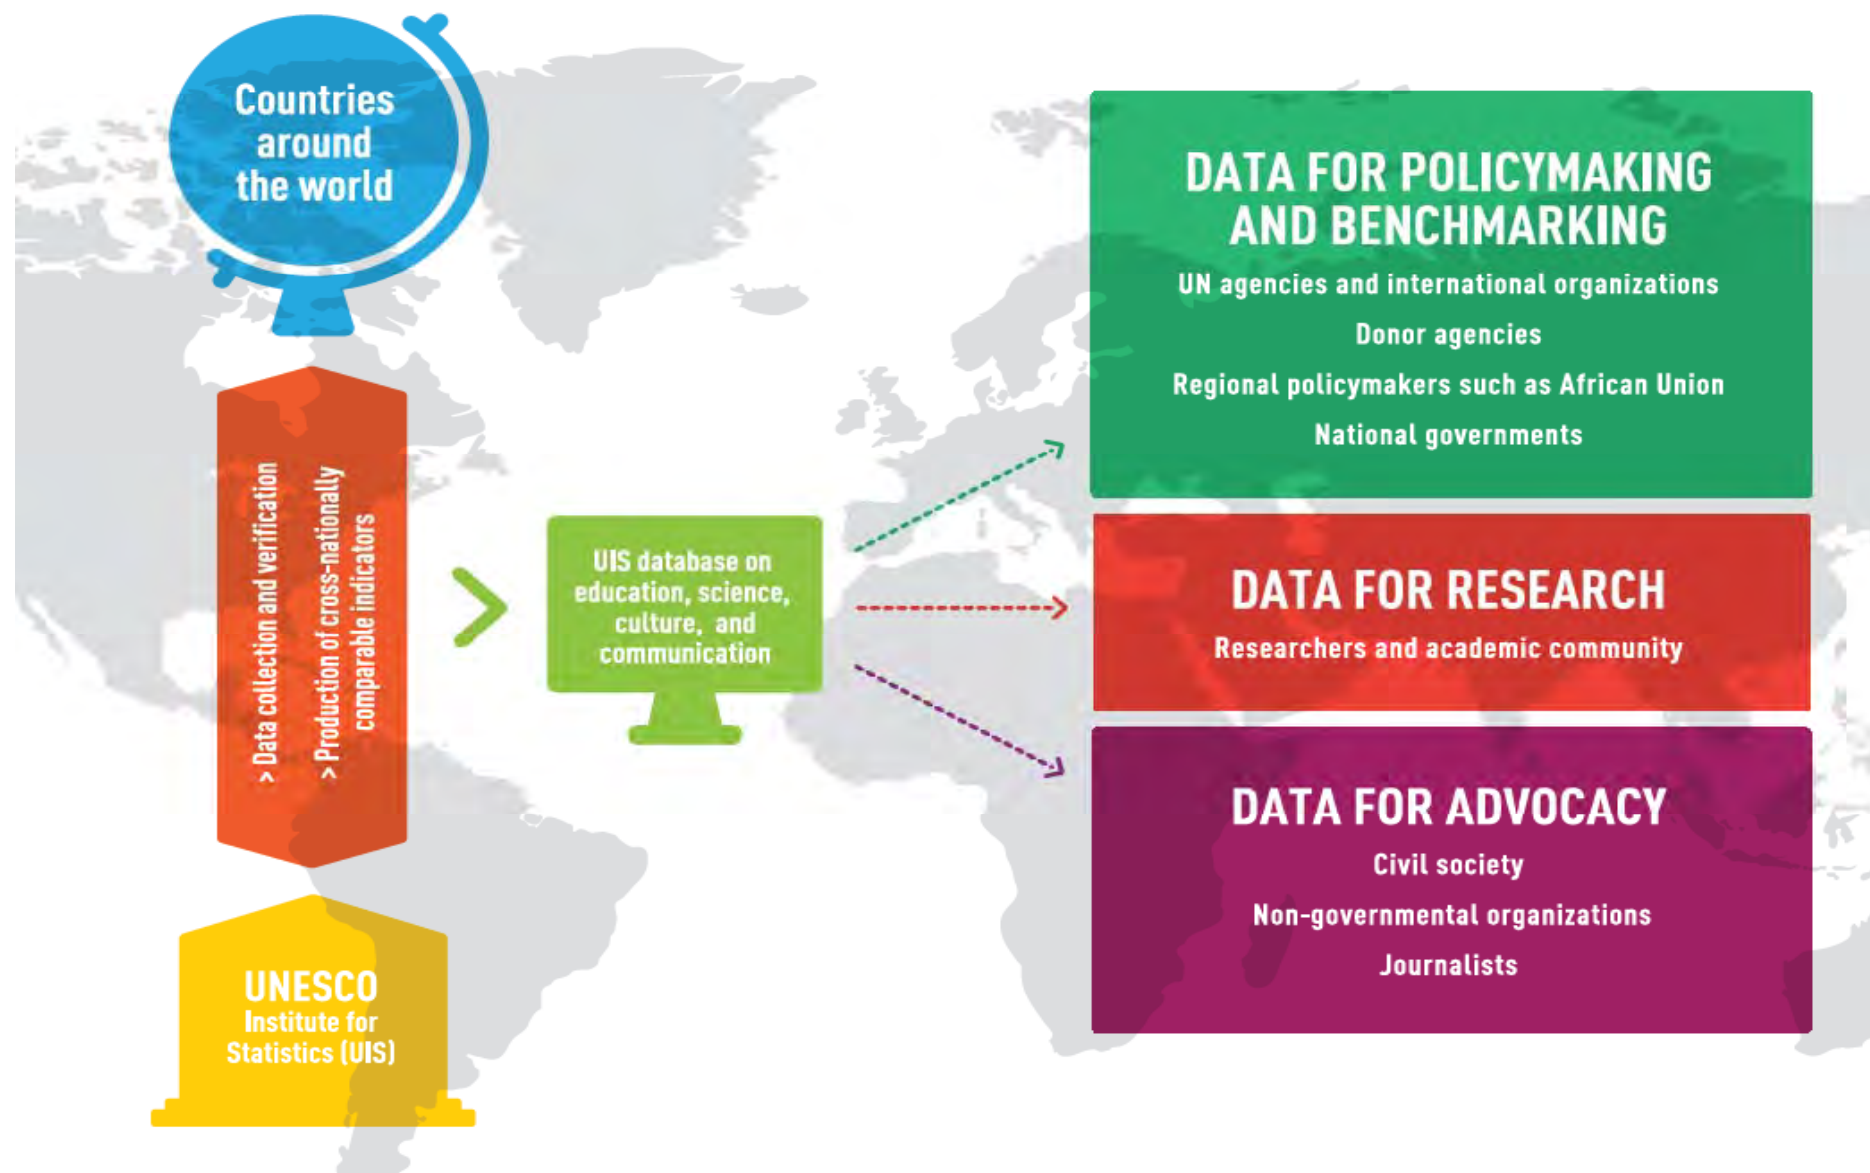 Countries
around
the world
> Data collection and verification
> Production of cross-nationally
comparable indicators
UNESCO
Institute for
Statistics (UIS)
>
UIS database on
education, science,
culture, and
communication
DATA FOR POLICYMAKING
AND BENCHMARKING
UN agencies and international organizations
Donor agencies
Regional policymakers such as African Union
National governments
DATA FOR RESEARCH
Researchers and academic community
DATA FOR ADVOCACY
Civil society
Non-governmental organizations
Journalists